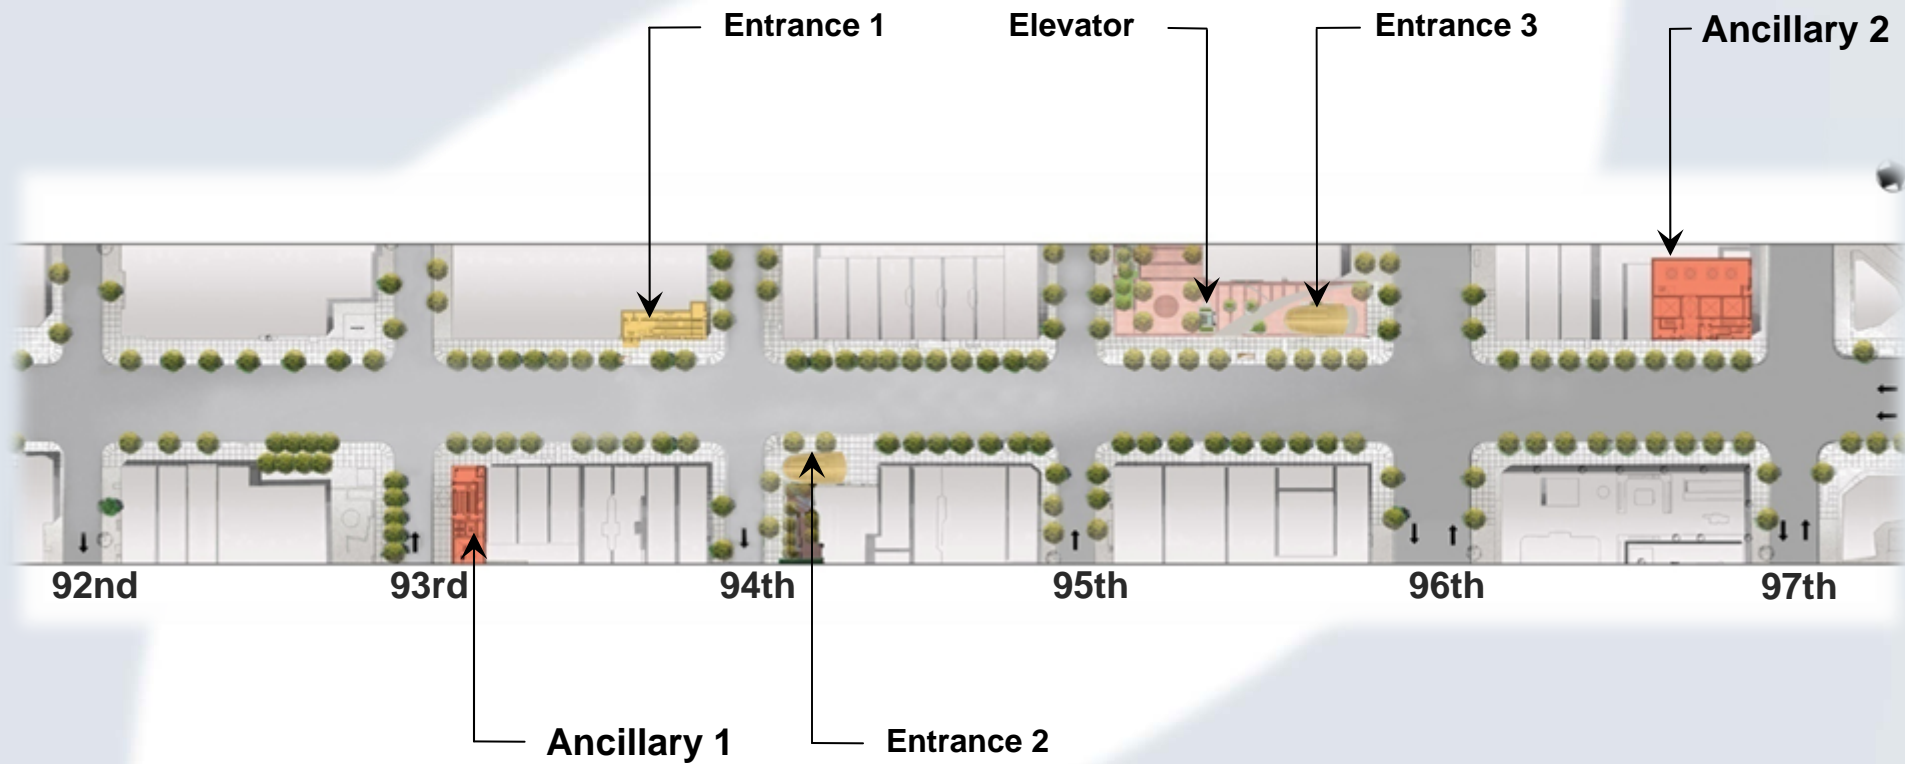 Entrance 1
Elevator
Entrance 3
Ancillary 2
92nd
93rd
94th
95th
96th
97th
Ancillary 1
Entrance 2